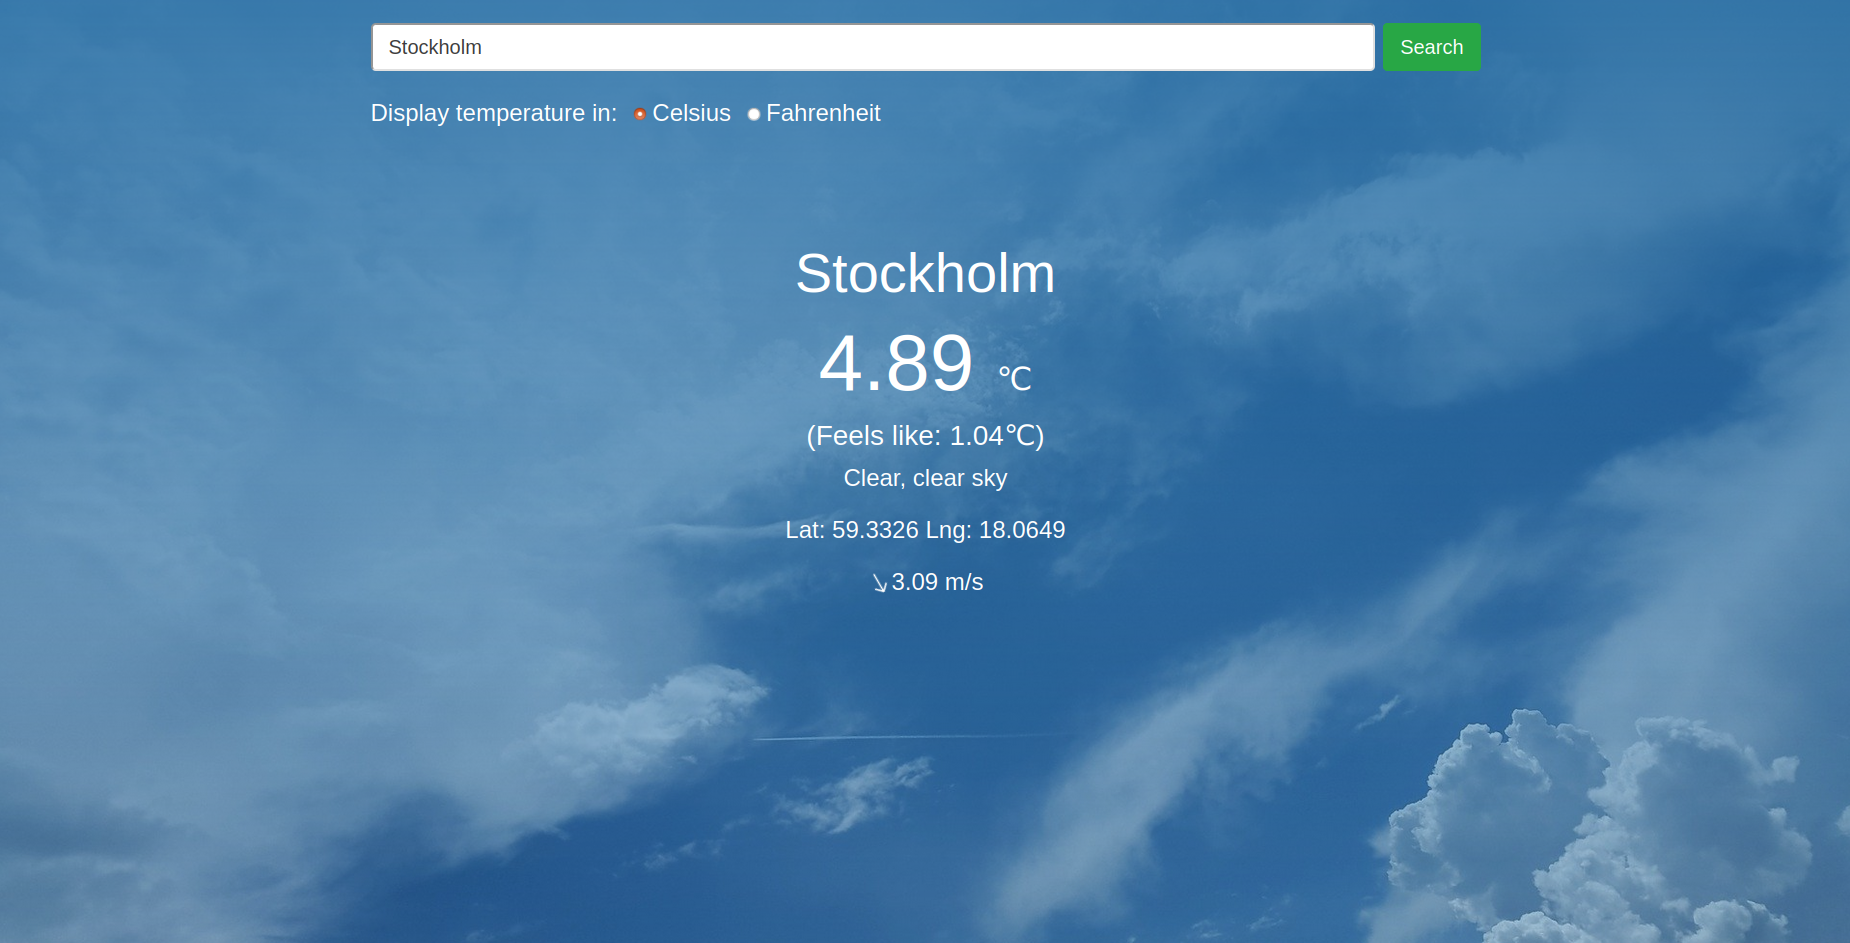 Stockholm
Search
Display temperature in: Celsius Fahrenheit
Stockholm
4.89 ℃
(Feels like: 1.04℃)
Clear, clear sky
Lat: 59.3326 Lng: 18.0649
3.09 m/s